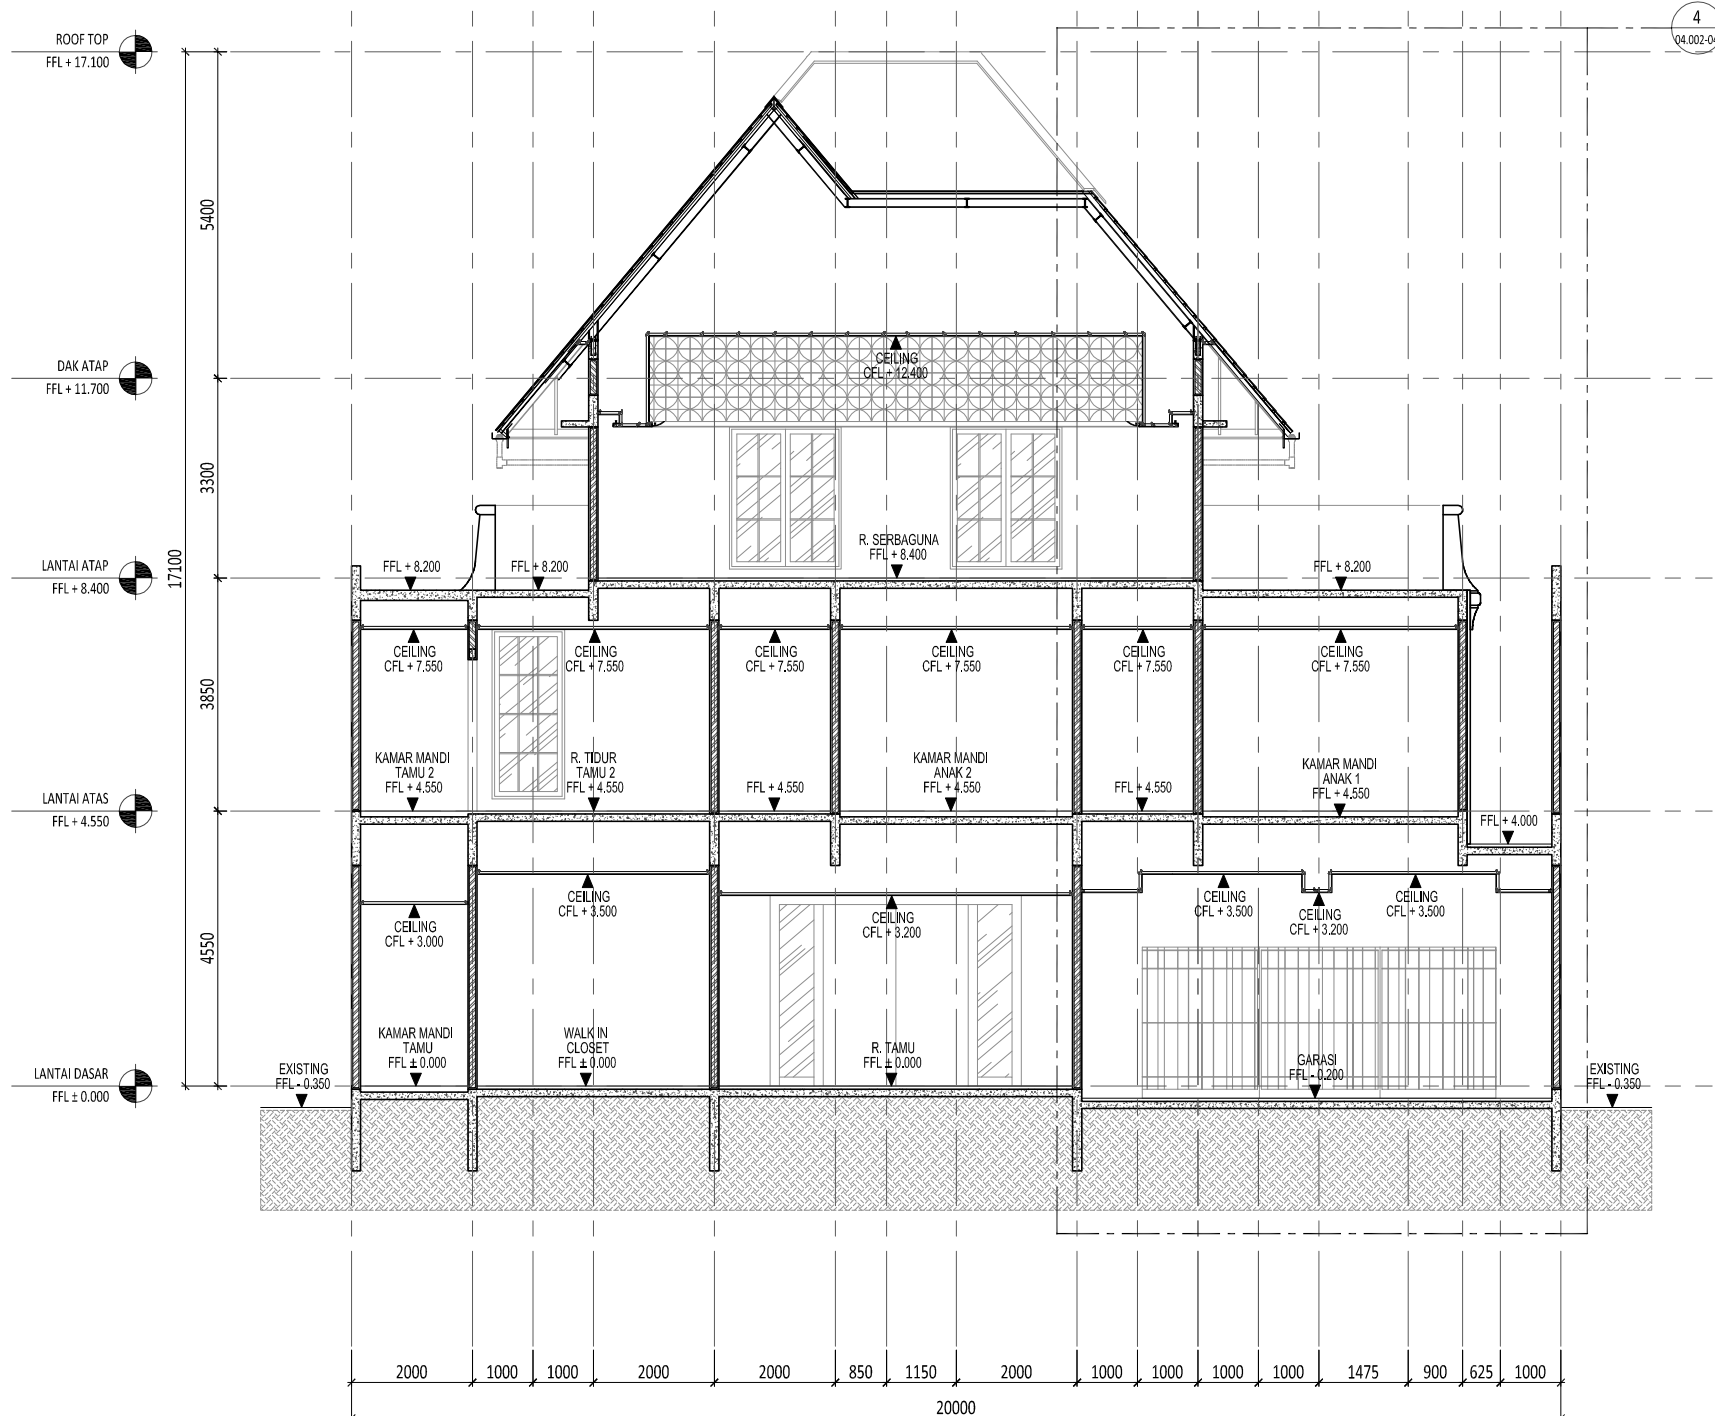 4
04.002-04
ROOF TOP
FFL + 17.100
5400
CEILING
CFL + 12.400
DAK ATAP
FFL + 11.700
3300
17100
R. SERBAGUNA
FFL + 8.400
LANTAI ATAP
FFL + 8.400
FFL + 8.200
FFL + 8.200
FFL + 8.200
CEILING
CFL + 7.550
CEILING
CFL + 7.550
CEILING
CFL + 7.550
CEILING
CFL + 7.550
CEILING
CFL + 7.550
CEILING
CFL + 7.550
3850
KAMAR MANDI
TAMU 2
FFL + 4.550
R. TIDUR
TAMU 2
FFL + 4.550
FFL + 4.550
KAMAR MANDI
ANAK 2
FFL + 4.550
FFL + 4.550
KAMAR MANDI
ANAK 1
FFL + 4.550
LANTAI ATAS
FFL + 4.550
FFL + 4.000
CEILING
CFL + 3.000
CEILING
CFL + 3.500
CEILING
CFL + 3.200
CEILING
CFL + 3.500
CEILING
CFL + 3.200
CEILING
CFL + 3.500
4550
KAMAR MANDI
TAMU
FFL ± 0.000
WALK IN
CLOSET
FFL ± 0.000
R. TAMU
FFL ± 0.000
GARASI
FFL - 0.200
LANTAI DASAR
FFL ± 0.000
EXISTING
FFL - 0.350
EXISTING
FFL - 0.350
2000 1000 1000 2000 2000 850 1150 2000 1000 1000 1000 1000 1475 900 625 1000
20000